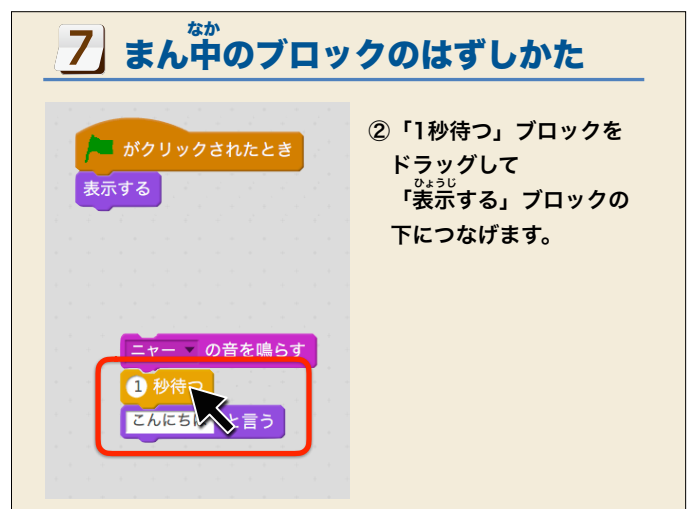 7 まん中のブロックのはずしかた
なか
がクリックされたとき
表示する
ニャー の音を鳴らす
1 秒待つ
こんにち と言う
②「1秒待つ」ブロックを
ドラッグして
ひょうじ
「表示する」ブロックの
下につなげます。